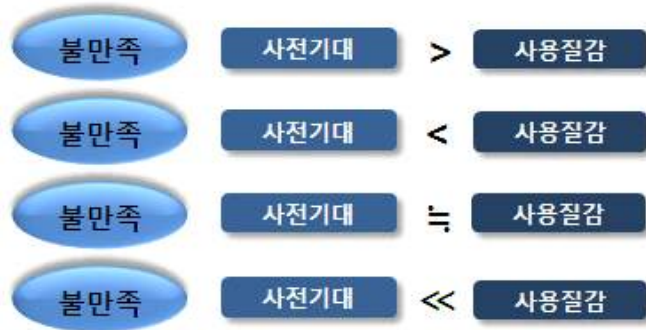 불만족 사전기대 > 사용질감
불만족 사전기대 < 사용질감
불만족 사전기대 ≒ 사용질감
불만족 사전기대 ≪ 사용질감